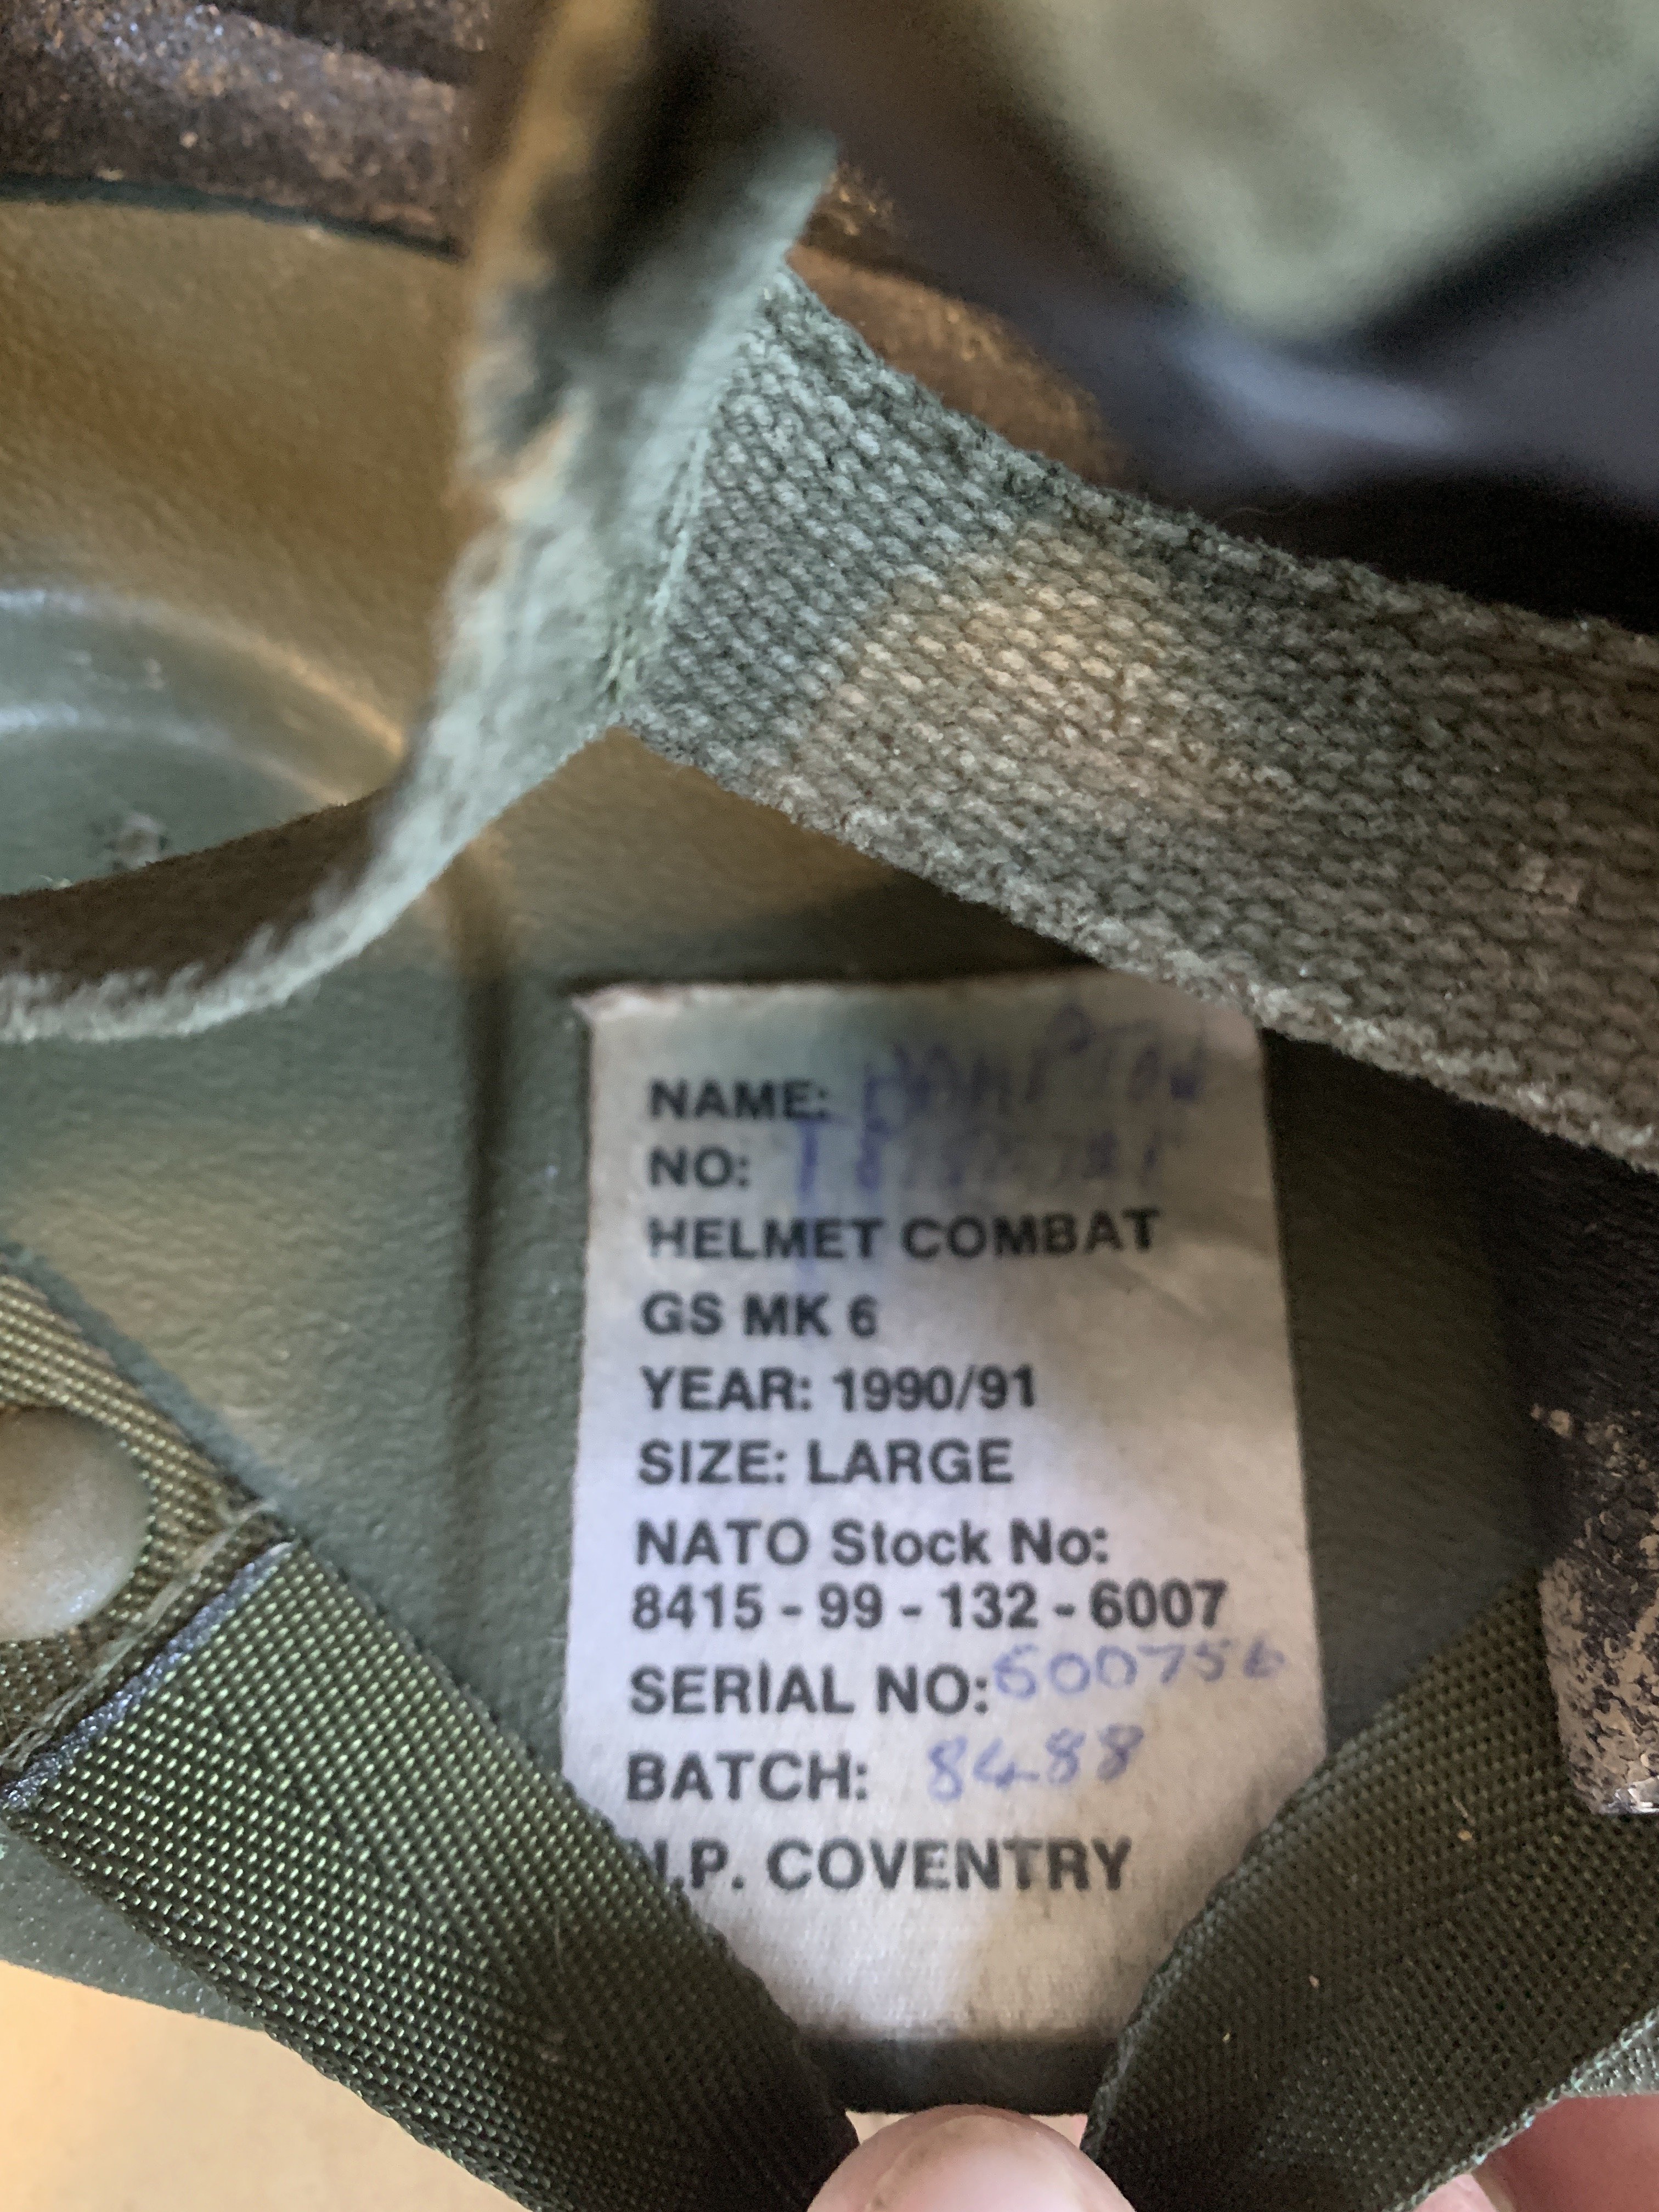 NAME:
NO:
HELMET COMBAT
GS MK 6
YEAR: 1990/91
SIZE: LARGE
NATO Stock No:
8415 - 99 - 132 - 6007
SERIAL NO: 600756
BATCH: 8488
.P. COVENTRY